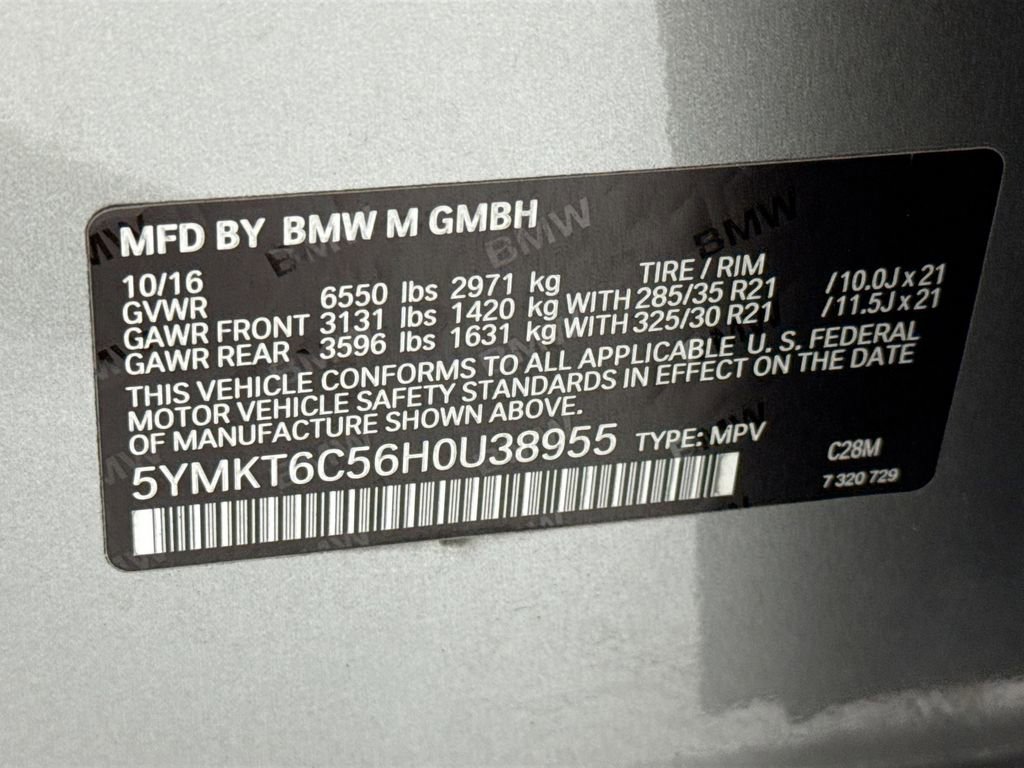 MFD BY BMW M GMBH
10/16 TIRE / RIM
GVWR 6550 lbs 2971 kg
GAWR FRONT 3131 lbs 1420 kg WITH 285/35 R21 /10.0J x 21
GAWR REAR 3596 lbs 1631 kg WITH 325/30 R21 /11.5J x 21
THIS VEHICLE CONFORMS TO ALL APPLICABLE U. S. FEDERAL
MOTOR VEHICLE SAFETY STANDARDS IN EFFECT ON THE DATE
OF MANUFACTURE SHOWN ABOVE.
5YMKT6C56H0U38955 TYPE: MPV C28M
7 320 729